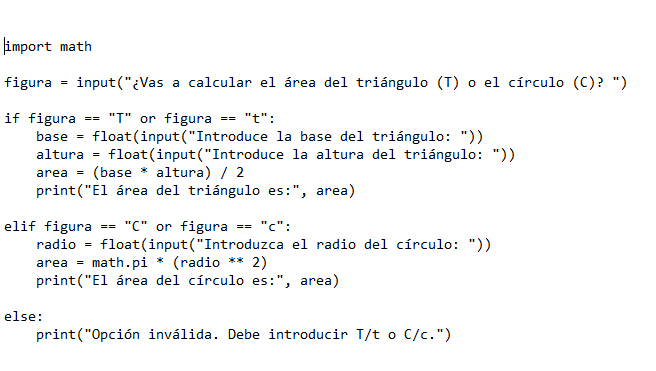 import math
figura = input("¿Vas a calcular el área del triángulo (T) o el círculo (C)? ")
if figura == "T" or figura == "t":
    base = float(input("Introduce la base del triángulo: "))
    altura = float(input("Introduce la altura del triángulo: "))
    area = (base * altura) / 2
    print("El área del triángulo es:", area)
elif figura == "C" or figura == "c":
    radio = float(input("Introduzca el radio del círculo: "))
    area = math.pi * (radio ** 2)
    print("El área del círculo es:", area)
else:
    print("Opción inválida. Debe introducir T/t o C/c.")